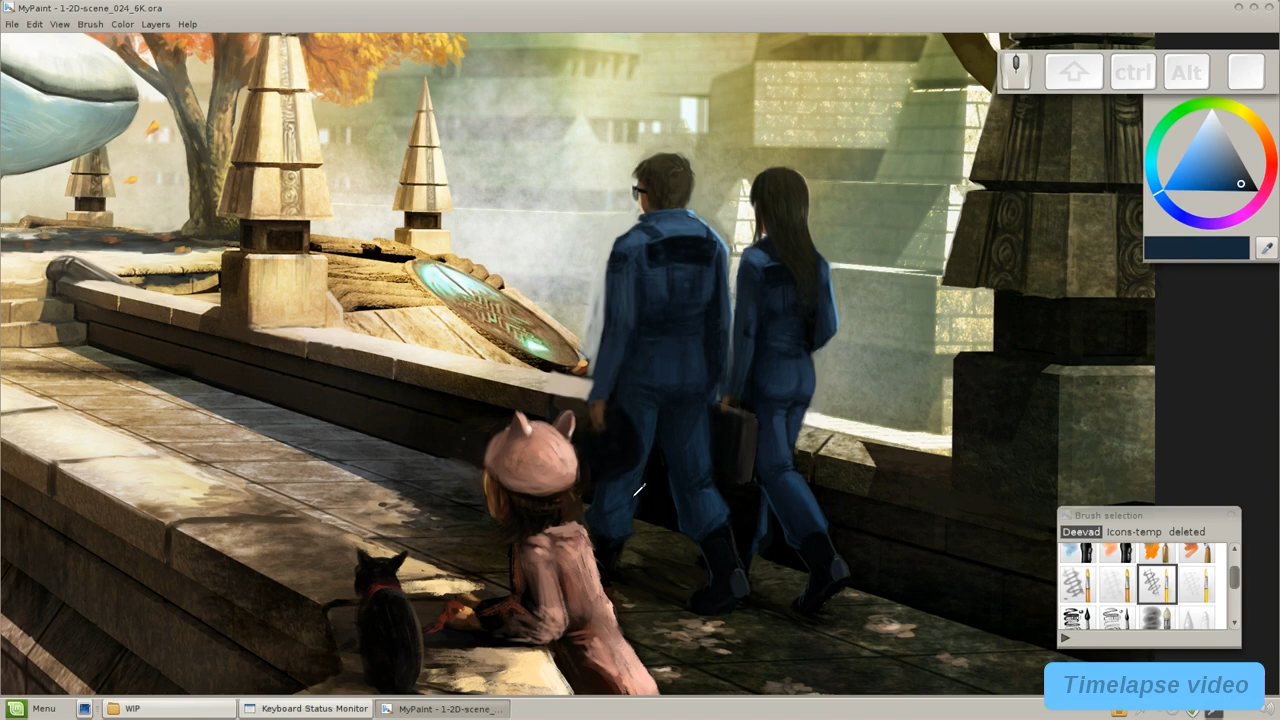 MyPaint - 1-2D-scene_024_6K.ora
File Edit View Brush Color Layers Help
ctrl Alt
Brush selection
Deevad Icons-temp deleted
Timelapse video
Menu WIP Keyboard Status Monitor MyPaint - 1-2D-scene_...